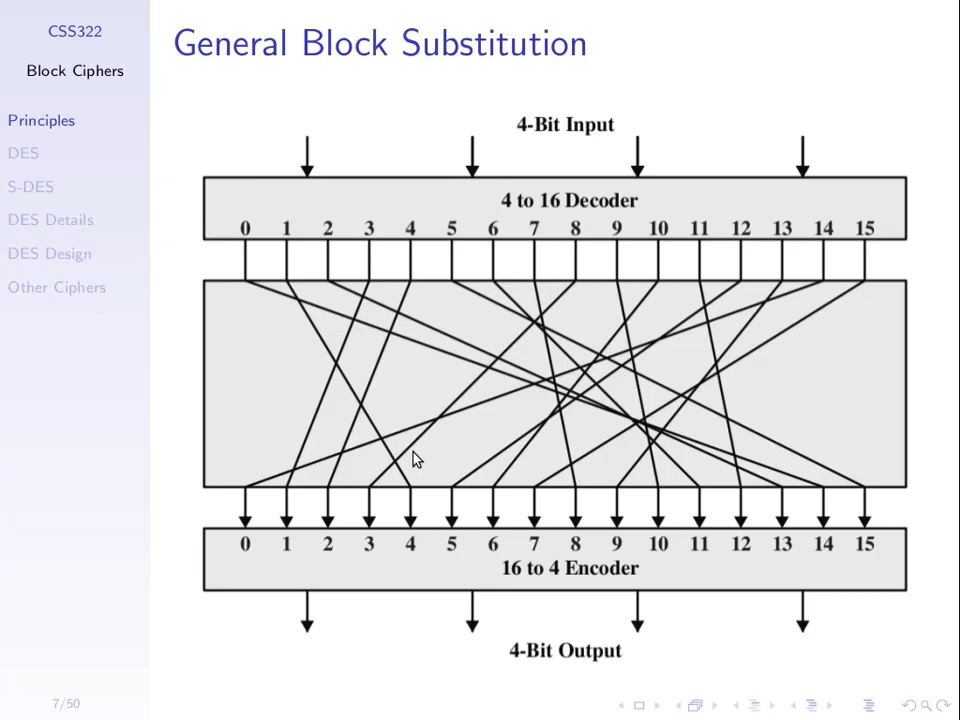 CSS322
Block Ciphers
Principles
DES
S-DES
DES Details
DES Design
Other Ciphers
7/50
General Block Substitution
4-Bit Input
4 to 16 Decoder
0 1 2 3 4 5 6 7 8 9 10 11 12 13 14 15
0 1 2 3 4 5 6 7 8 9 10 11 12 13 14 15
16 to 4 Encoder
4-Bit Output